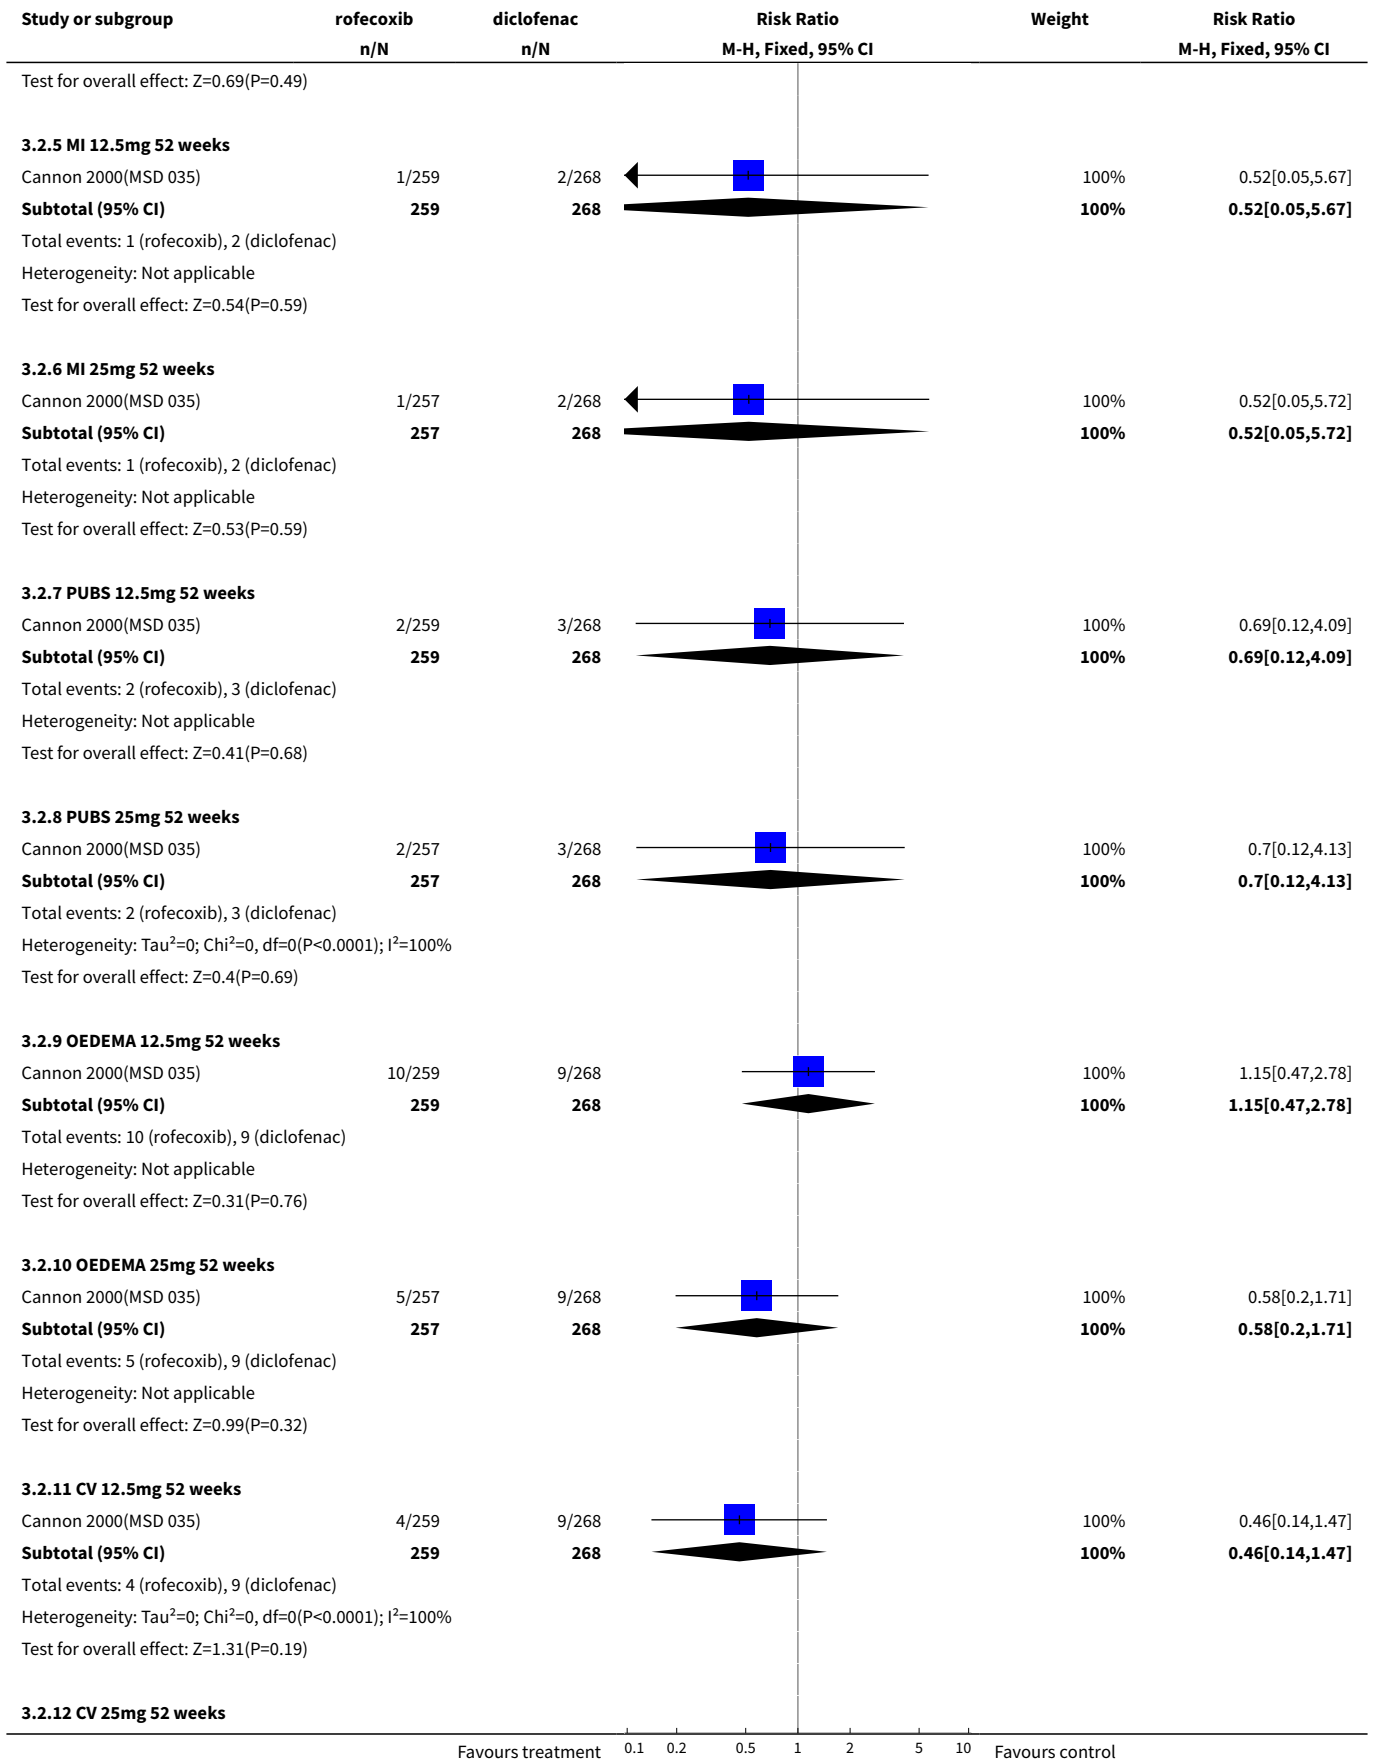 Study or subgroup rofecoxib diclofenac Risk Ratio Weight Risk Ratio
n/N n/N M-H, Fixed, 95% CI M-H, Fixed, 95% CI
Test for overall effect: Z=0.69(P=0.49)
3.2.5 MI 12.5mg 52 weeks
Cannon 2000(MSD 035) 1/259 2/268 100% 0.52[0.05,5.67]
Subtotal (95% CI) 259 268 100% 0.52[0.05,5.67]
Total events: 1 (rofecoxib), 2 (diclofenac)
Heterogeneity: Not applicable
Test for overall effect: Z=0.54(P=0.59)
3.2.6 MI 25mg 52 weeks
Cannon 2000(MSD 035) 1/257 2/268 100% 0.52[0.05,5.72]
Subtotal (95% CI) 257 268 100% 0.52[0.05,5.72]
Total events: 1 (rofecoxib), 2 (diclofenac)
Heterogeneity: Not applicable
Test for overall effect: Z=0.53(P=0.59)
3.2.7 PUBS 12.5mg 52 weeks
Cannon 2000(MSD 035) 2/259 3/268 100% 0.69[0.12,4.09]
Subtotal (95% CI) 259 268 100% 0.69[0.12,4.09]
Total events: 2 (rofecoxib), 3 (diclofenac)
Heterogeneity: Not applicable
Test for overall effect: Z=0.41(P=0.68)
3.2.8 PUBS 25mg 52 weeks
Cannon 2000(MSD 035) 2/257 3/268 100% 0.7[0.12,4.13]
Subtotal (95% CI) 257 268 100% 0.7[0.12,4.13]
Total events: 2 (rofecoxib), 3 (diclofenac)
Heterogeneity: Tau²=0; Chi²=0, df=0(P<0.0001); I²=100%
Test for overall effect: Z=0.4(P=0.69)
3.2.9 OEDEMA 12.5mg 52 weeks
Cannon 2000(MSD 035) 10/259 9/268 100% 1.15[0.47,2.78]
Subtotal (95% CI) 259 268 100% 1.15[0.47,2.78]
Total events: 10 (rofecoxib), 9 (diclofenac)
Heterogeneity: Not applicable
Test for overall effect: Z=0.31(P=0.76)
3.2.10 OEDEMA 25mg 52 weeks
Cannon 2000(MSD 035) 5/257 9/268 100% 0.58[0.2,1.71]
Subtotal (95% CI) 257 268 100% 0.58[0.2,1.71]
Total events: 5 (rofecoxib), 9 (diclofenac)
Heterogeneity: Not applicable
Test for overall effect: Z=0.99(P=0.32)
3.2.11 CV 12.5mg 52 weeks
Cannon 2000(MSD 035) 4/259 9/268 100% 0.46[0.14,1.47]
Subtotal (95% CI) 259 268 100% 0.46[0.14,1.47]
Total events: 4 (rofecoxib), 9 (diclofenac)
Heterogeneity: Tau²=0; Chi²=0, df=0(P<0.0001); I²=100%
Test for overall effect: Z=1.31(P=0.19)
3.2.12 CV 25mg 52 weeks
Favours treatment 0.1 0.2 0.5 1 2 5 10 Favours control